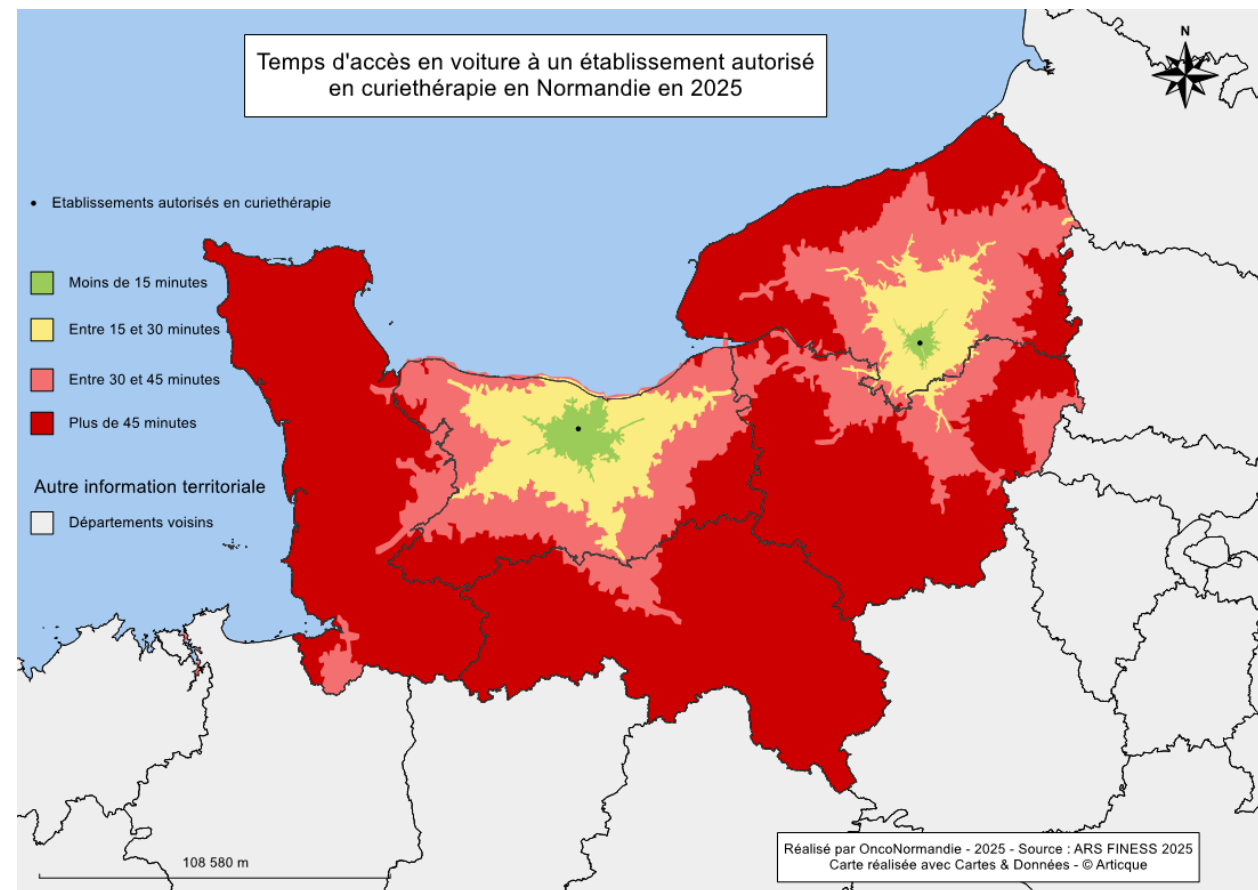 Temps d'accès en voiture à un établissement autorisé
en curiethérapie en Normandie en 2025
N
Etablissements autorisés en curiethérapie
Moins de 15 minutes
Entre 15 et 30 minutes
Entre 30 et 45 minutes
Plus de 45 minutes
Autre information territoriale
Départements voisins
108 580 m
Réalisé par OncoNormandie - 2025 - Source : ARS FINESS 2025
Carte réalisée avec Cartes & Données - © Articque